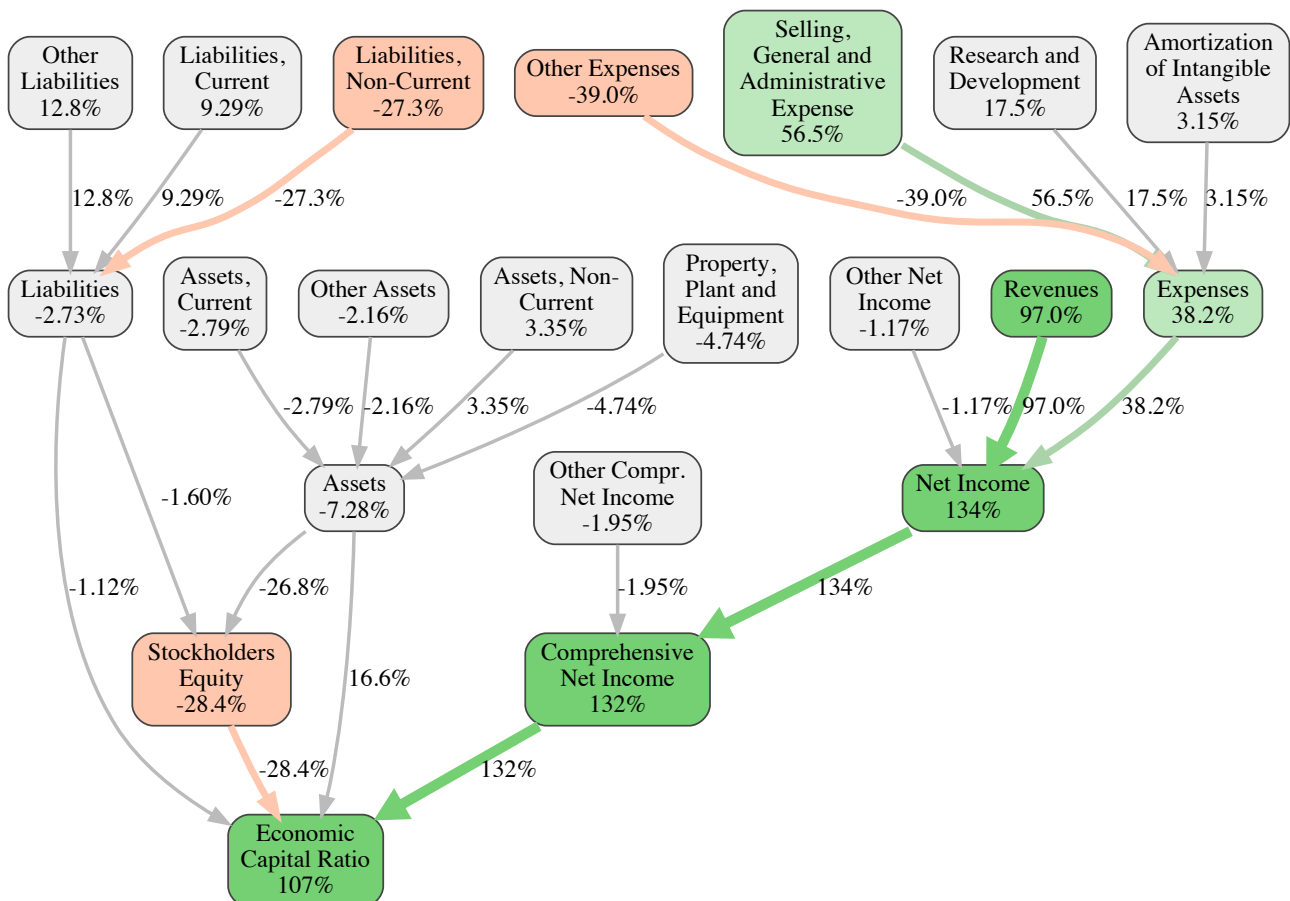 Other
Liabilities
12.8%
Liabilities,
Current
9.29%
Liabilities,
Non-Current
-27.3%
Other Expenses
-39.0%
Selling,
General and
Administrative
Expense
56.5%
Research and
Development
17.5%
Amortization
of Intangible
Assets
3.15%
12.8%
9.29%
-27.3%
-39.0%
56.5%
17.5%
3.15%
Liabilities
-2.73%
Assets,
Current
-2.79%
Other Assets
-2.16%
Assets, Non-
Current
3.35%
Property,
Plant and
Equipment
-4.74%
Other Net
Income
-1.17%
Revenues
97.0%
Expenses
38.2%
-2.79%
-2.16%
3.35%
-4.74%
-1.17%
97.0%
38.2%
-1.60%
Assets
-7.28%
Other Compr.
Net Income
-1.95%
Net Income
134%
-1.12%
-26.8%
-1.95%
134%
Stockholders
Equity
-28.4%
16.6%
Comprehensive
Net Income
132%
-28.4%
132%
Economic
Capital Ratio
107%